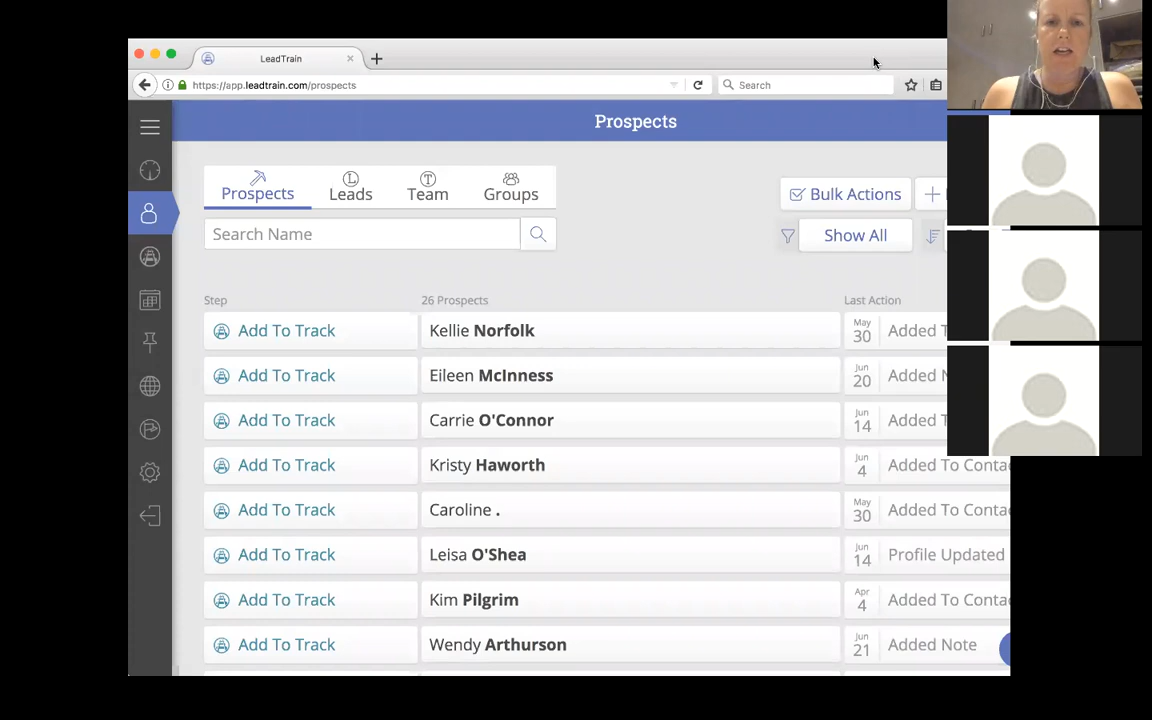 LeadTrain
https://app.leadtrain.com/prospects
Search
Prospects
Prospects
Leads
Team
Groups
Bulk Actions
Search Name
Show All
Step
26 Prospects
Last Action
Add To Track
Kellie Norfolk
May 30
Added T
Add To Track
Eileen McInness
Jun 20
Added N
Add To Track
Carrie O'Connor
Jun 14
Added T
Add To Track
Kristy Haworth
Jun 4
Added To Conta
Add To Track
Caroline .
May 30
Added To Conta
Add To Track
Leisa O'Shea
Jun 14
Profile Updated
Add To Track
Kim Pilgrim
Apr 4
Added To Conta
Add To Track
Wendy Arthurson
Jun 21
Added Note